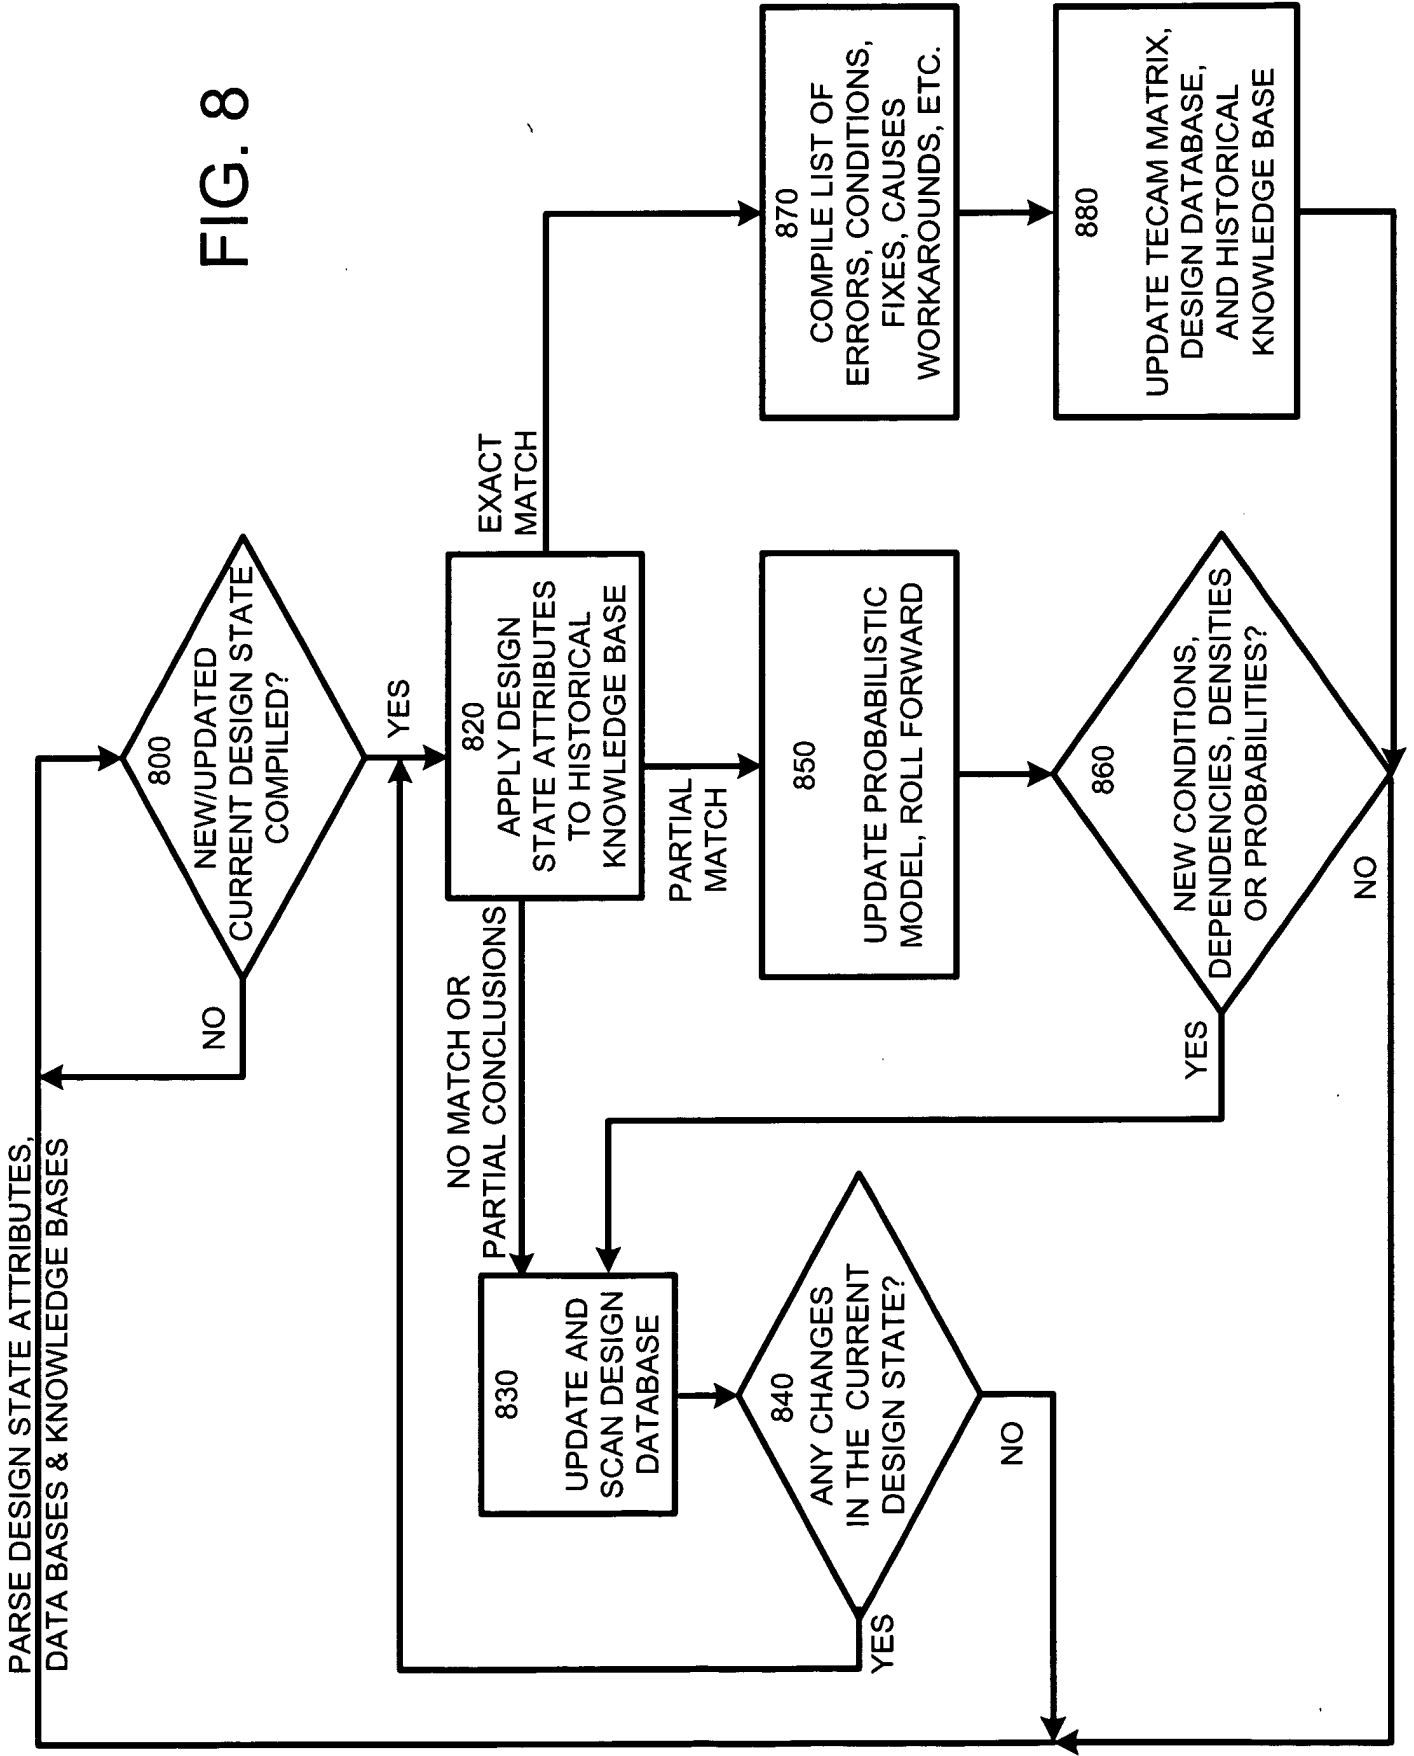 FIG. 8
PARSE DESIGN STATE ATTRIBUTES,
DATA BASES & KNOWLEDGE BASES
800
NEW/UPDATED
CURRENT DESIGN STATE
COMPILED?
NO
YES
820
APPLY DESIGN
STATE ATTRIBUTES
TO HISTORICAL
KNOWLEDGE BASE
NO MATCH OR
PARTIAL CONCLUSIONS
EXACT
MATCH
PARTIAL
MATCH
830
UPDATE AND
SCAN DESIGN
DATABASE
840
ANY CHANGES
IN THE CURRENT
DESIGN STATE?
YES
NO
850
UPDATE PROBABILISTIC
MODEL, ROLL FORWARD
860
NEW CONDITIONS,
DEPENDENCIES, DENSITIES
OR PROBABILITIES?
YES
NO
870
COMPILE LIST OF
ERRORS, CONDITIONS,
FIXES, CAUSES
WORKAROUNDS, ETC.
880
UPDATE TECAM MATRIX,
DESIGN DATABASE,
AND HISTORICAL
KNOWLEDGE BASE